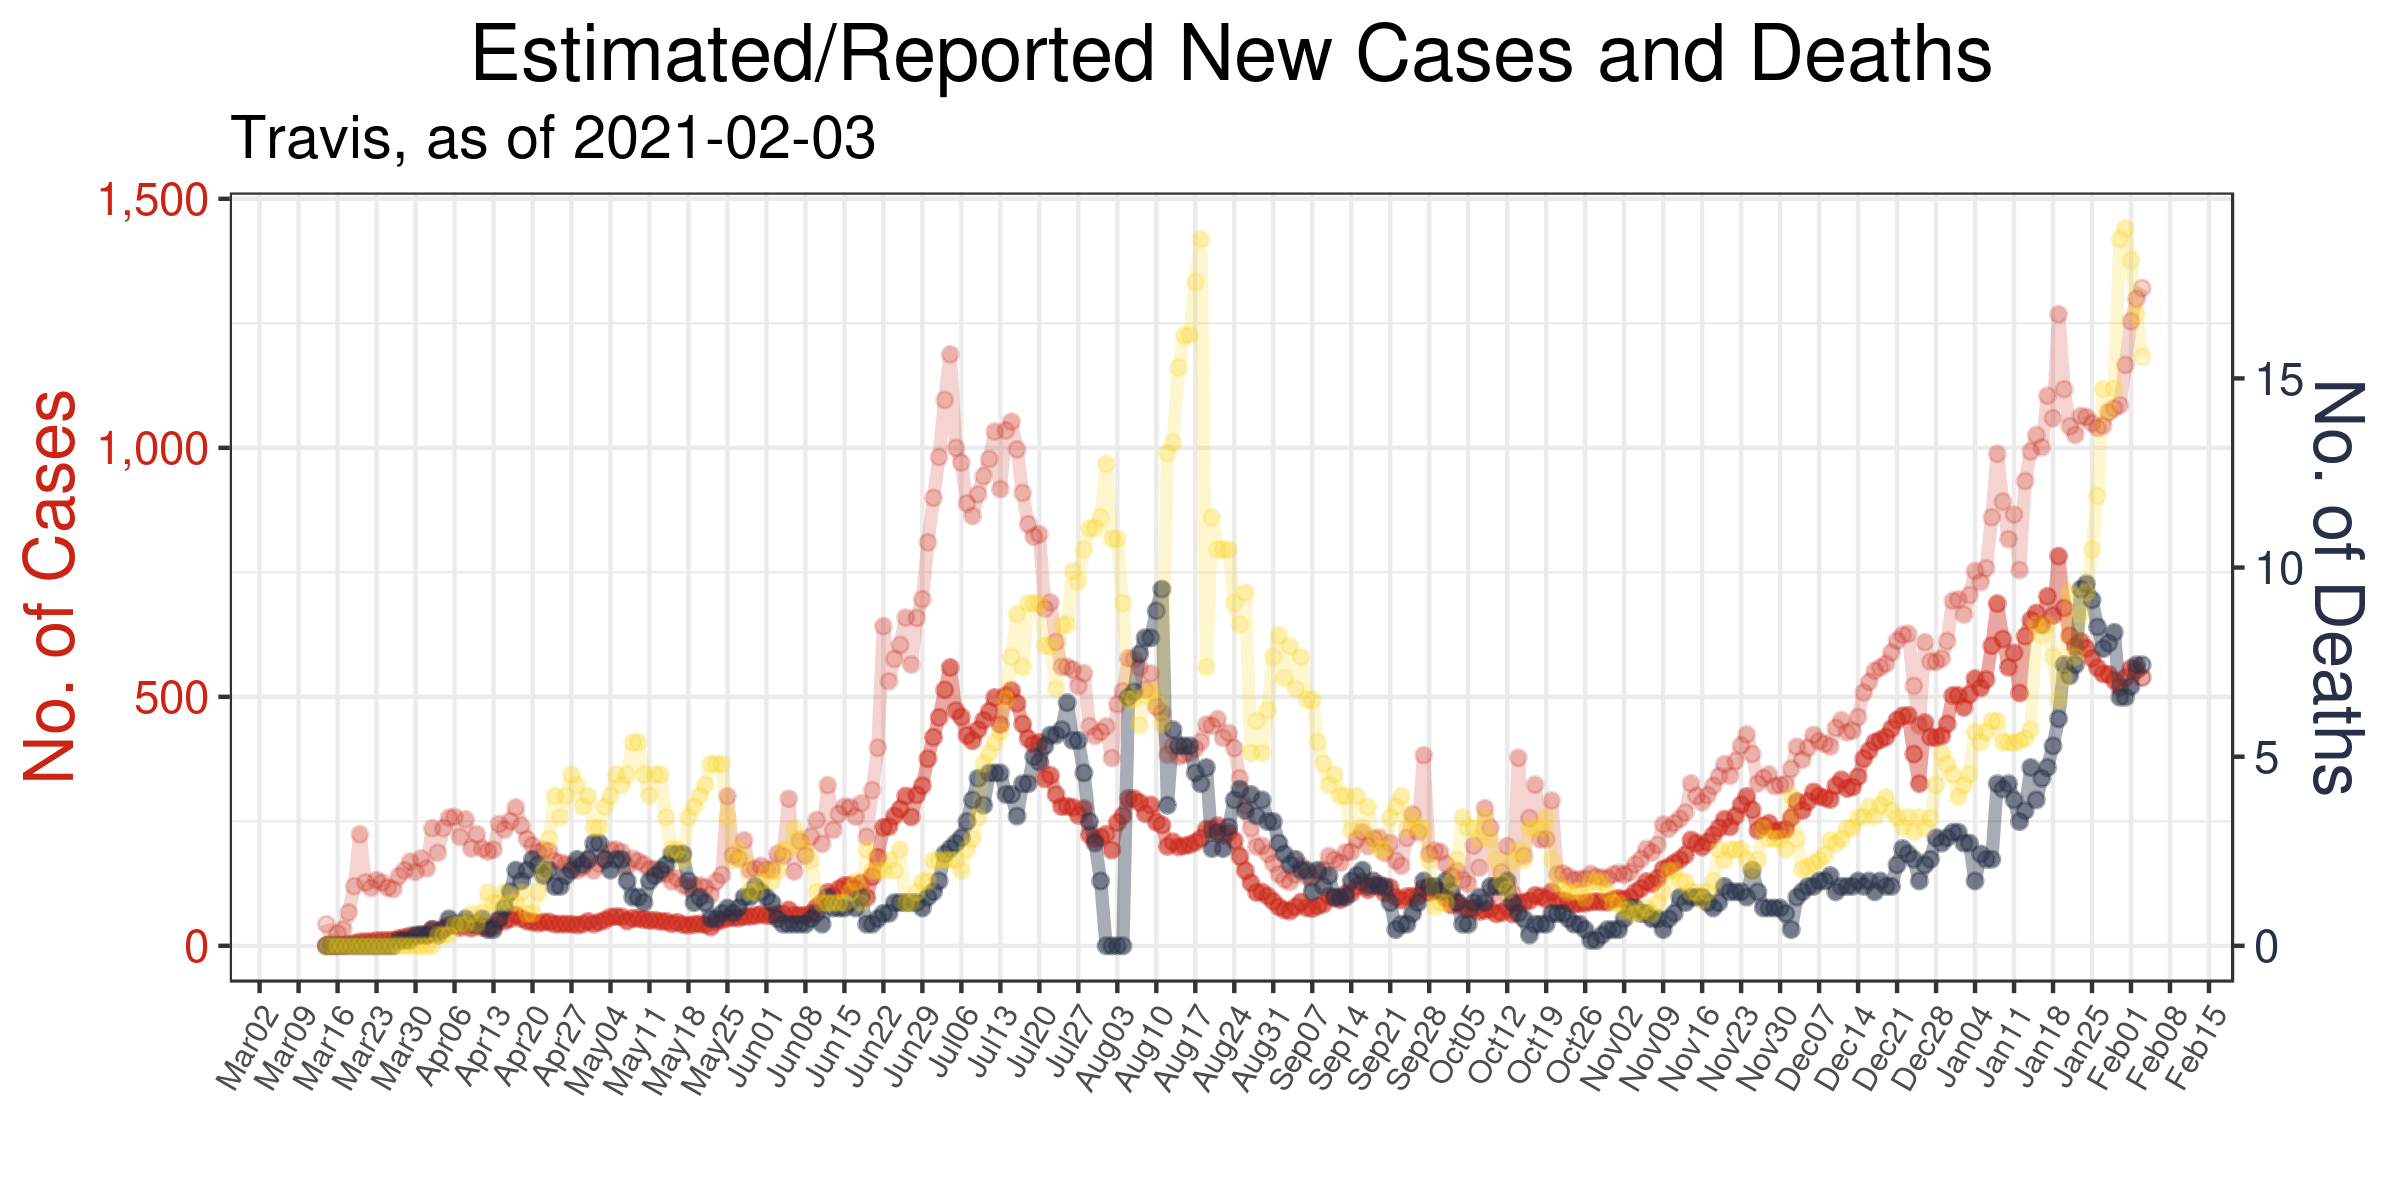 Estimated/Reported New Cases and Deaths
Travis, as of 2021-02-03
No. of Cases
1,500
1,000
500
0
15
10
5
0
No. of Deaths
Mar02 Mar09 Mar16 Mar23 Mar30 Apr06 Apr13 Apr20 Apr27 May04 May11 May18 May25 Jun01 Jun08 Jun15 Jun22 Jun29 Jul06 Jul13 Jul20 Jul27 Aug03 Aug10 Aug17 Aug24 Aug31 Sep07 Sep14 Sep21 Sep28 Oct05 Oct12 Oct19 Oct26 Nov02 Nov09 Nov16 Nov23 Nov30 Dec07 Dec14 Dec21 Dec28 Jan04 Jan11 Jan18 Jan25 Feb01 Feb08 Feb15